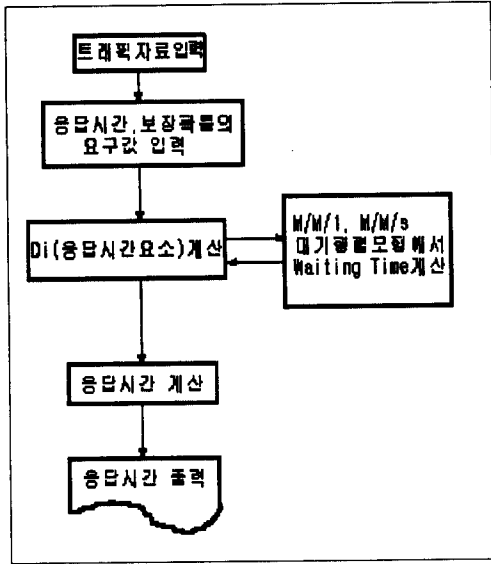 트래픽자료입력
응답시간,보장확률의
요구값 입력
Di(응답시간요소)계산
M/M/1, M/M/s
대기행렬모형에서
Waiting Time계산
응답시간 계산
응답시간 출력